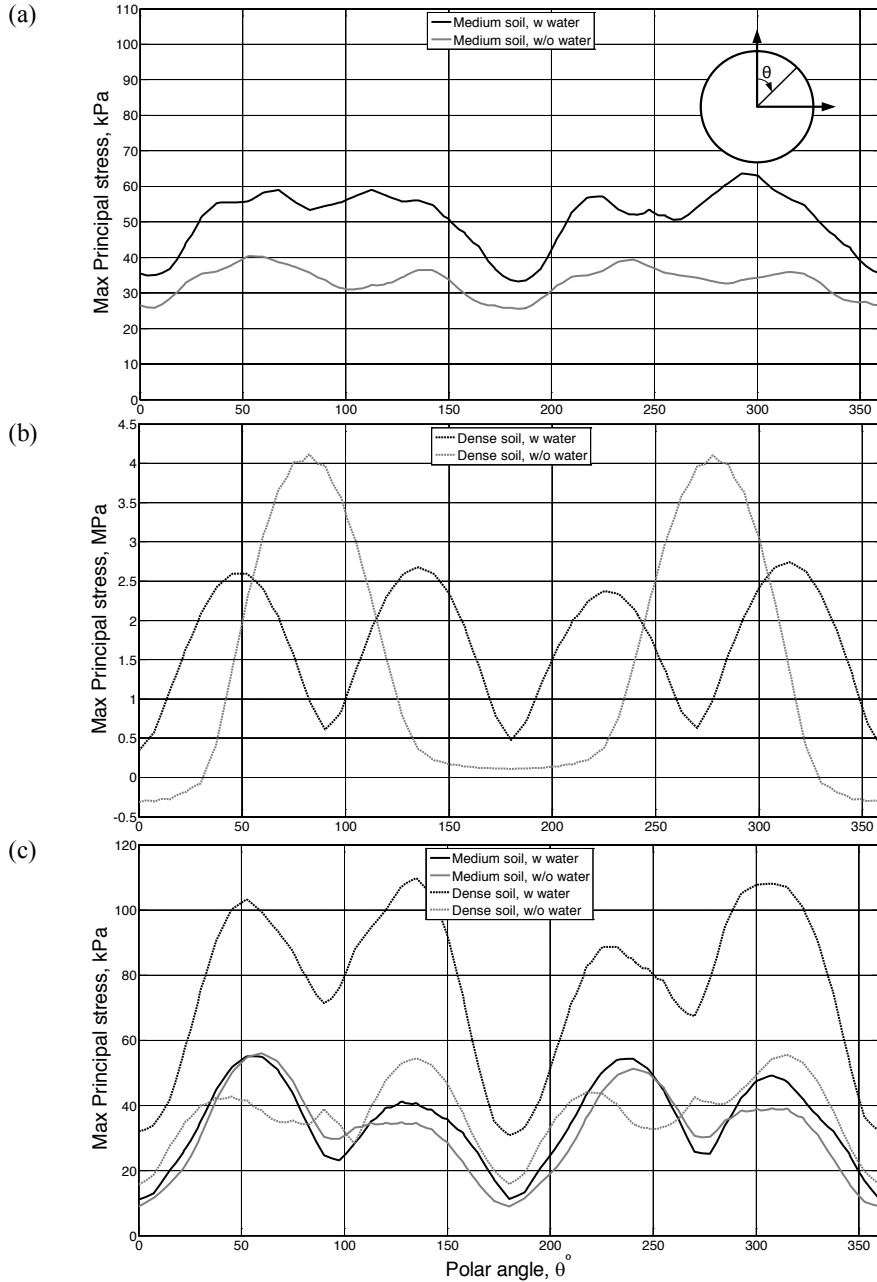 (a)
110
100
90
80
70
60
50
40
30
20
10
0
Max Principal stress, kPa
Medium soil, w water
Medium soil, w/o water
θ
0 50 100 150 200 250 300 350
(b)
4.5
4
3.5
3
2.5
2
1.5
1
0.5
0
-0.5
Max Principal stress, MPa
Dense soil, w water
Dense soil, w/o water
0 50 100 150 200 250 300 350
(c)
120
100
80
60
40
20
0
Max Principal stress, kPa
Medium soil, w water
Medium soil, w/o water
Dense soil, w water
Dense soil, w/o water
0 50 100 150 200 250 300 350
Polar angle, θ°